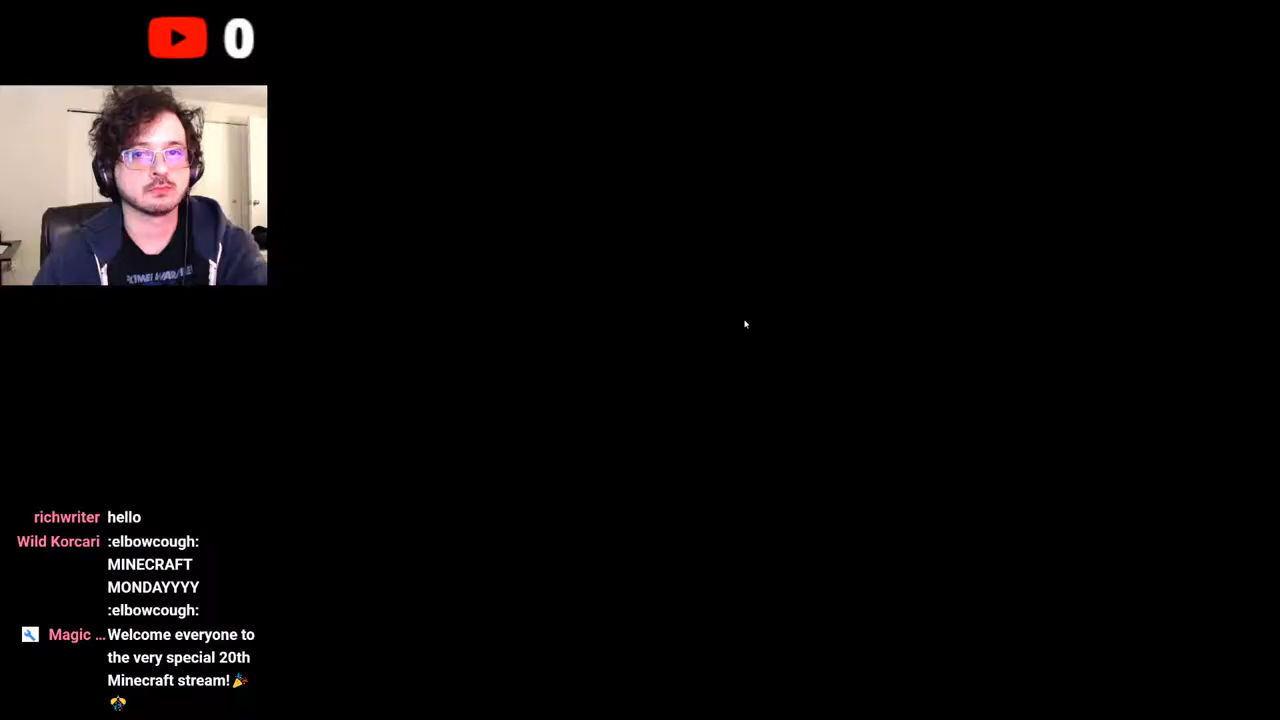 0
richwriter hello
Wild Korcari :elbowcough:
MINECRAFT
MONDAYYYY
:elbowcough:
Magic ... Welcome everyone to
the very special 20th
Minecraft stream! 🎉
🎊